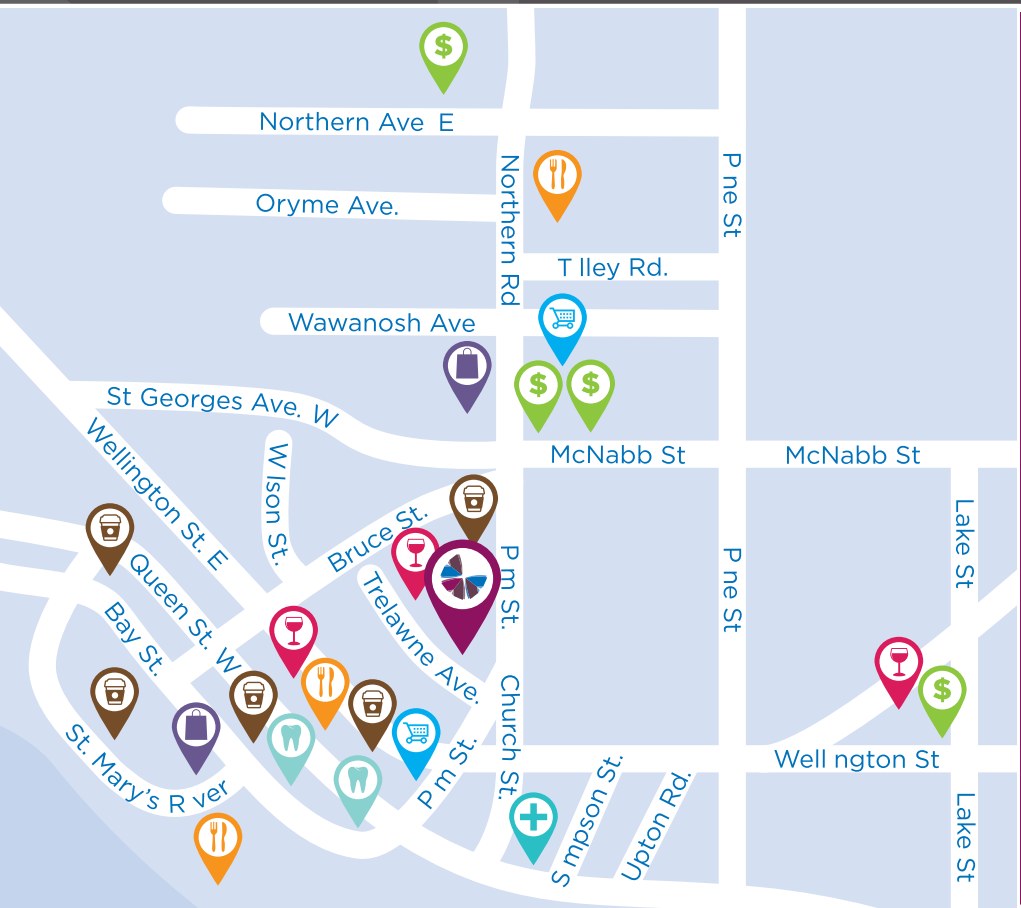 $
Northern Ave E
Northern Rd
P ne St
Oryme Ave.
T lley Rd.
Wawanosh Ave
$
$
St Georges Ave. W
McNabb St
McNabb St
Wellington St. E
W lson St.
Bruce St.
Lake St
Queen St. W
P m St.
P ne St
Trelawne Ave.
Bay St.
$
Church St.
St. Mary's R ver
P m St.
Well ngton St
S mpson St.
Upton Rd.
Lake St